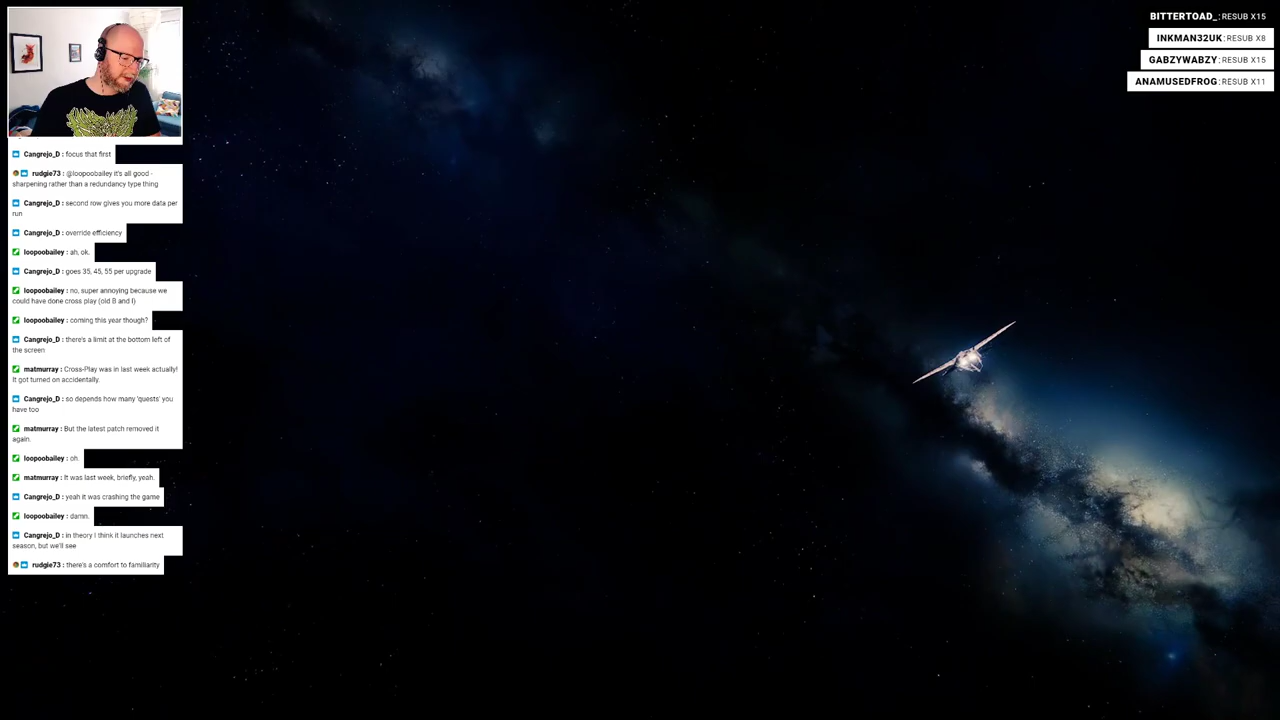 BITTERTOAD_: RESUB X15
INKMAN32UK: RESUB X8
GABZYWABZY: RESUB X15
ANAMUSEDFROG: RESUB X11
Cangrejo_D : focus that first
rudgie73 : @loopoobailey it's all good -
sharpening rather than a redundancy type thing
Cangrejo_D : second row gives you more data per
run
Cangrejo_D : override efficiency
loopoobailey : ah, ok.
Cangrejo_D : goes 35, 45, 55 per upgrade
loopoobailey : no, super annoying because we
could have done cross play (old B and I)
loopoobailey : coming this year though?
Cangrejo_D : there's a limit at the bottom left of
the screen
matmurray : Cross-Play was in last week actually!
It got turned on accidentally.
Cangrejo_D : so depends how many 'quests' you
have too
matmurray : But the latest patch removed it
again.
loopoobailey : oh.
matmurray : It was last week, briefly, yeah.
Cangrejo_D : yeah it was crashing the game
loopoobailey : damn.
Cangrejo_D : in theory I think it launches next
season, but we'll see
rudgie73 : there's a comfort to familiarity